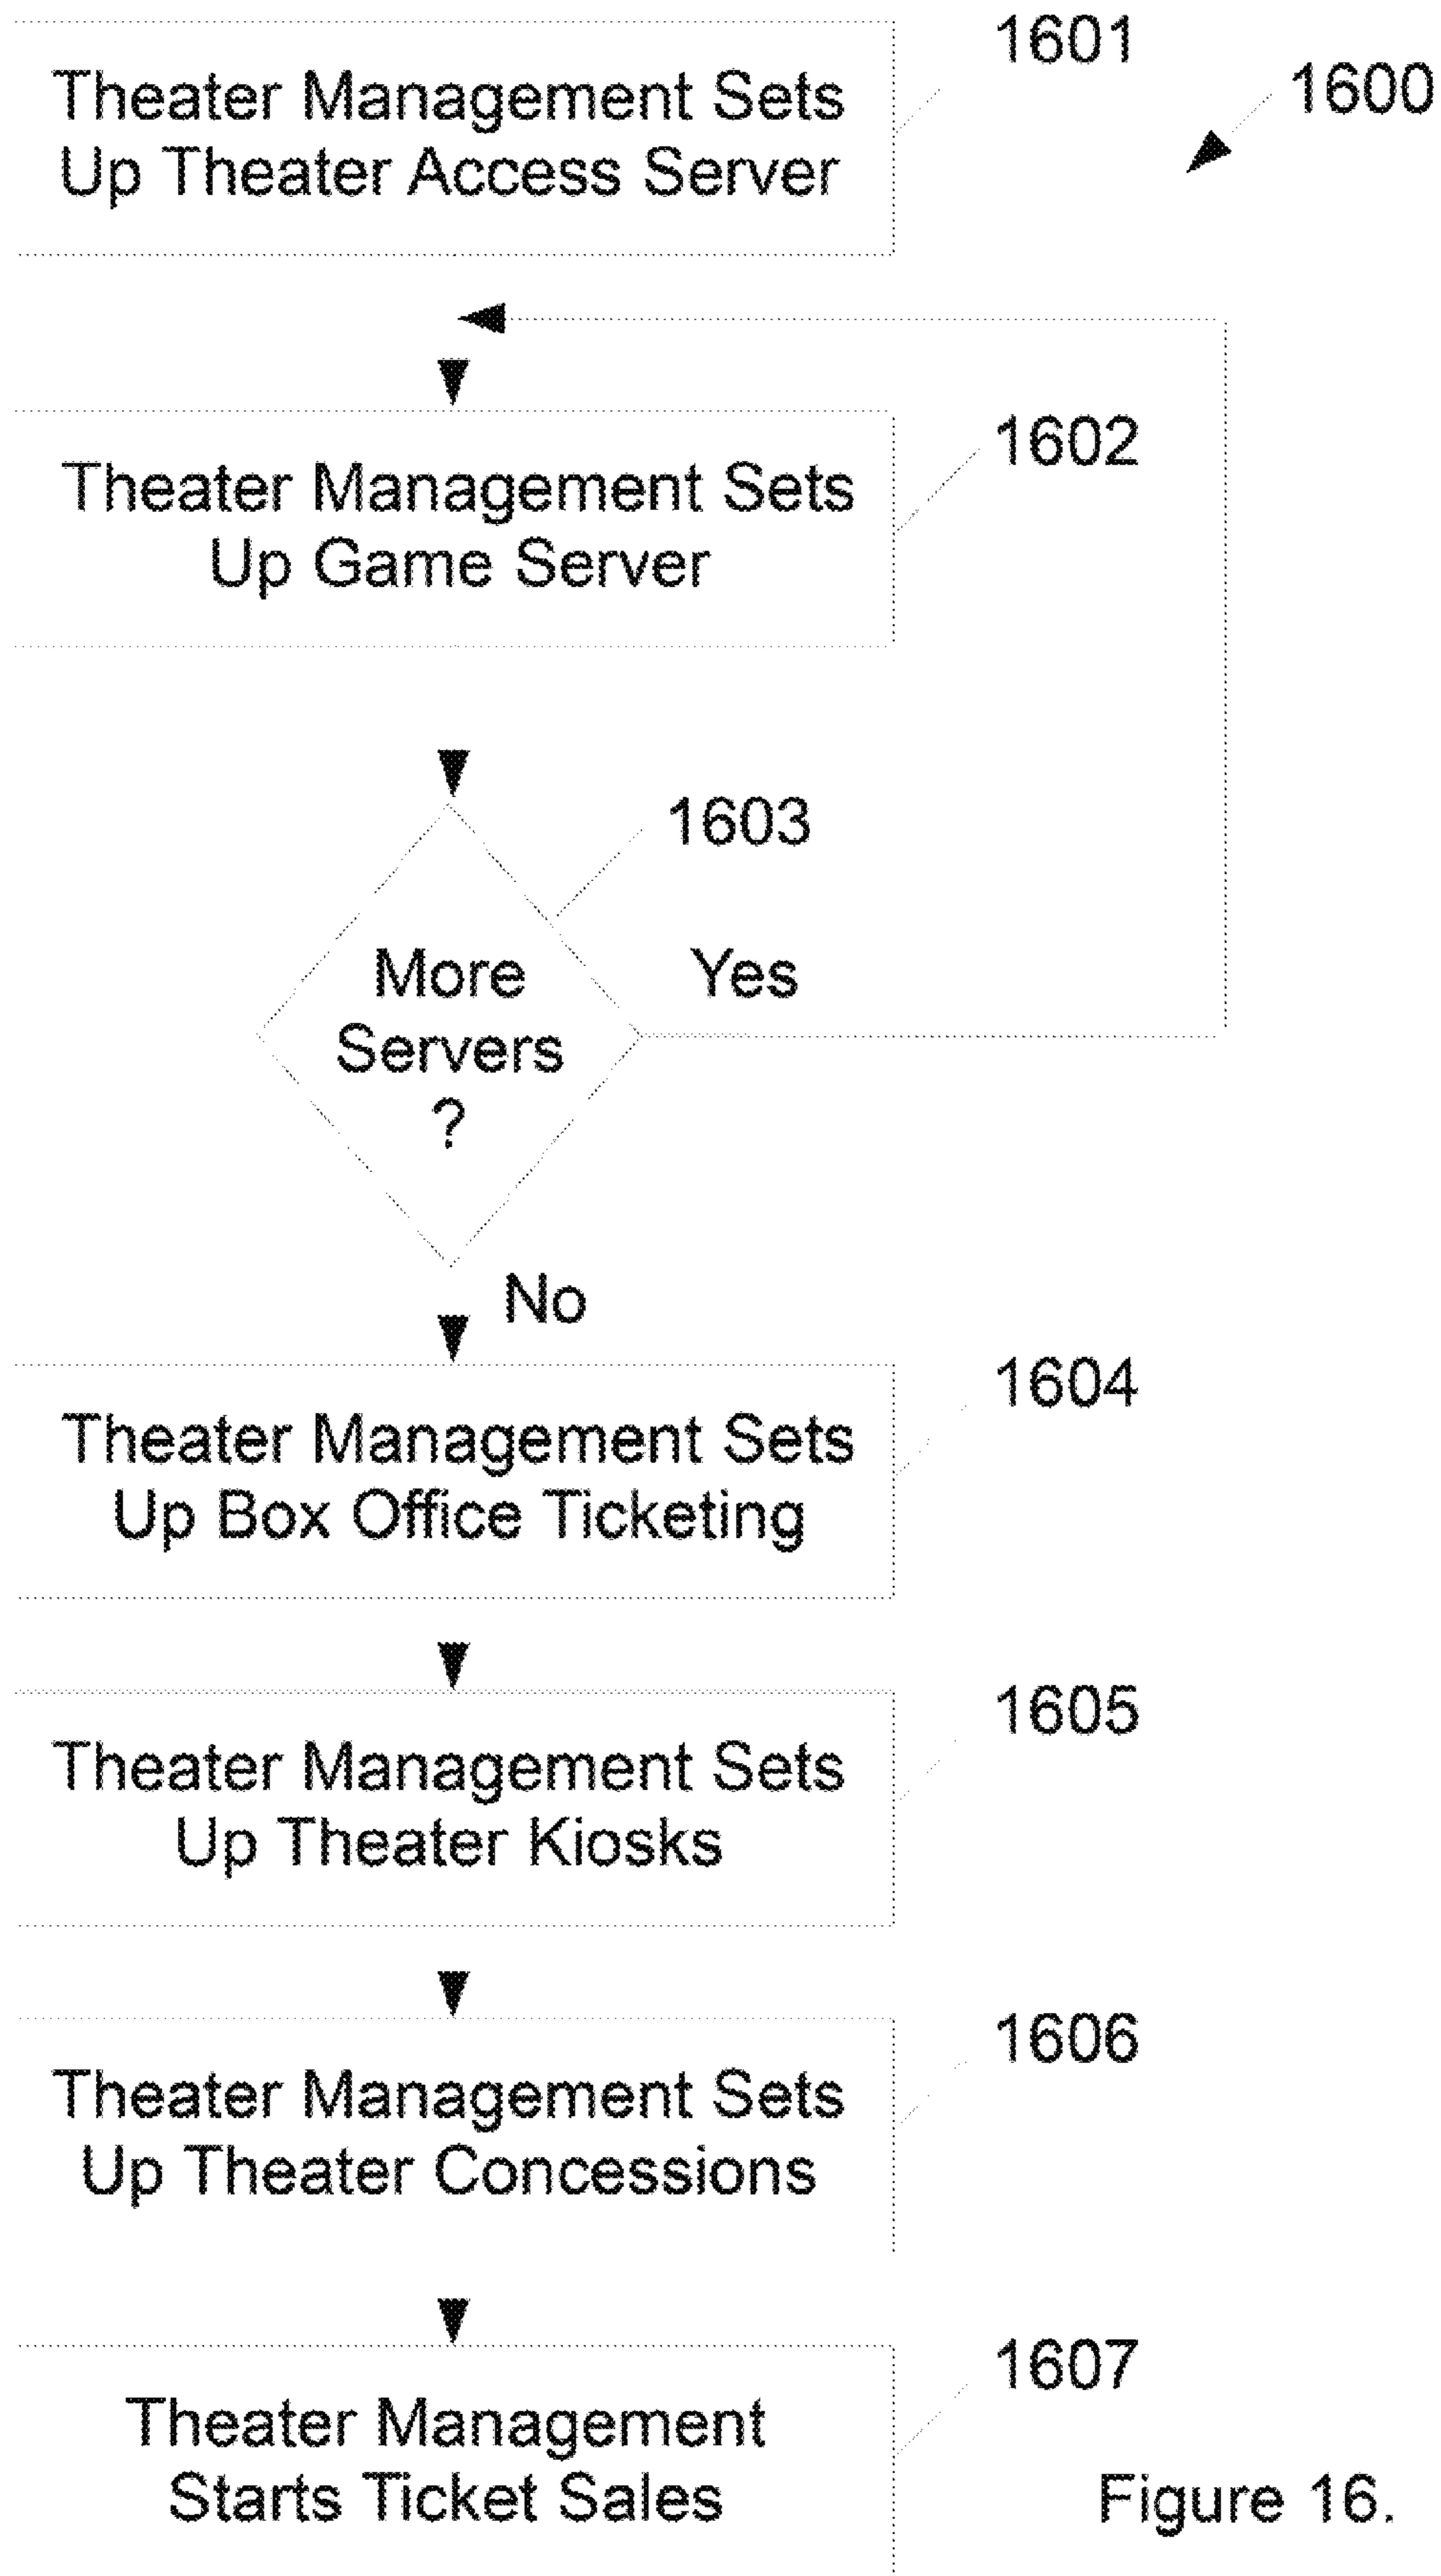 1601
1600
Theater Management Sets
Up Theater Access Server
1602
Theater Management Sets
Up Game Server
1603
More
Servers
?
Yes
No
1604
Theater Management Sets
Up Box Office Ticketing
1605
Theater Management Sets
Up Theater Kiosks
1606
Theater Management Sets
Up Theater Concessions
1607
Theater Management
Starts Ticket Sales
Figure 16.